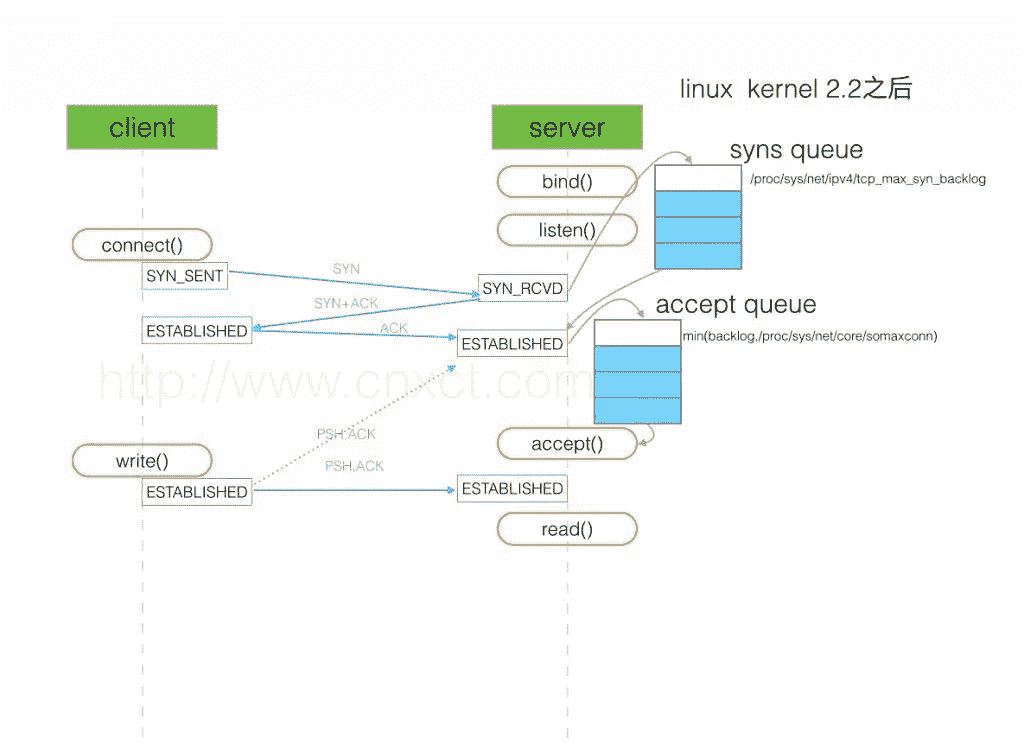 linux kernel 2.2之后
client
server
syns queue
/proc/sys/net/ipv4/tcp_max_syn_backlog
bind()
listen()
connect()
SYN_SENT
SYN
SYN_RCVD
SYN+ACK
accept queue
ESTABLISHED
ACK
ESTABLISHED
min(backlog,/proc/sys/net/core/somaxconn)
http://www.cnxct.com
PSH,ACK
accept()
write()
PSH,ACK
ESTABLISHED
ESTABLISHED
read()